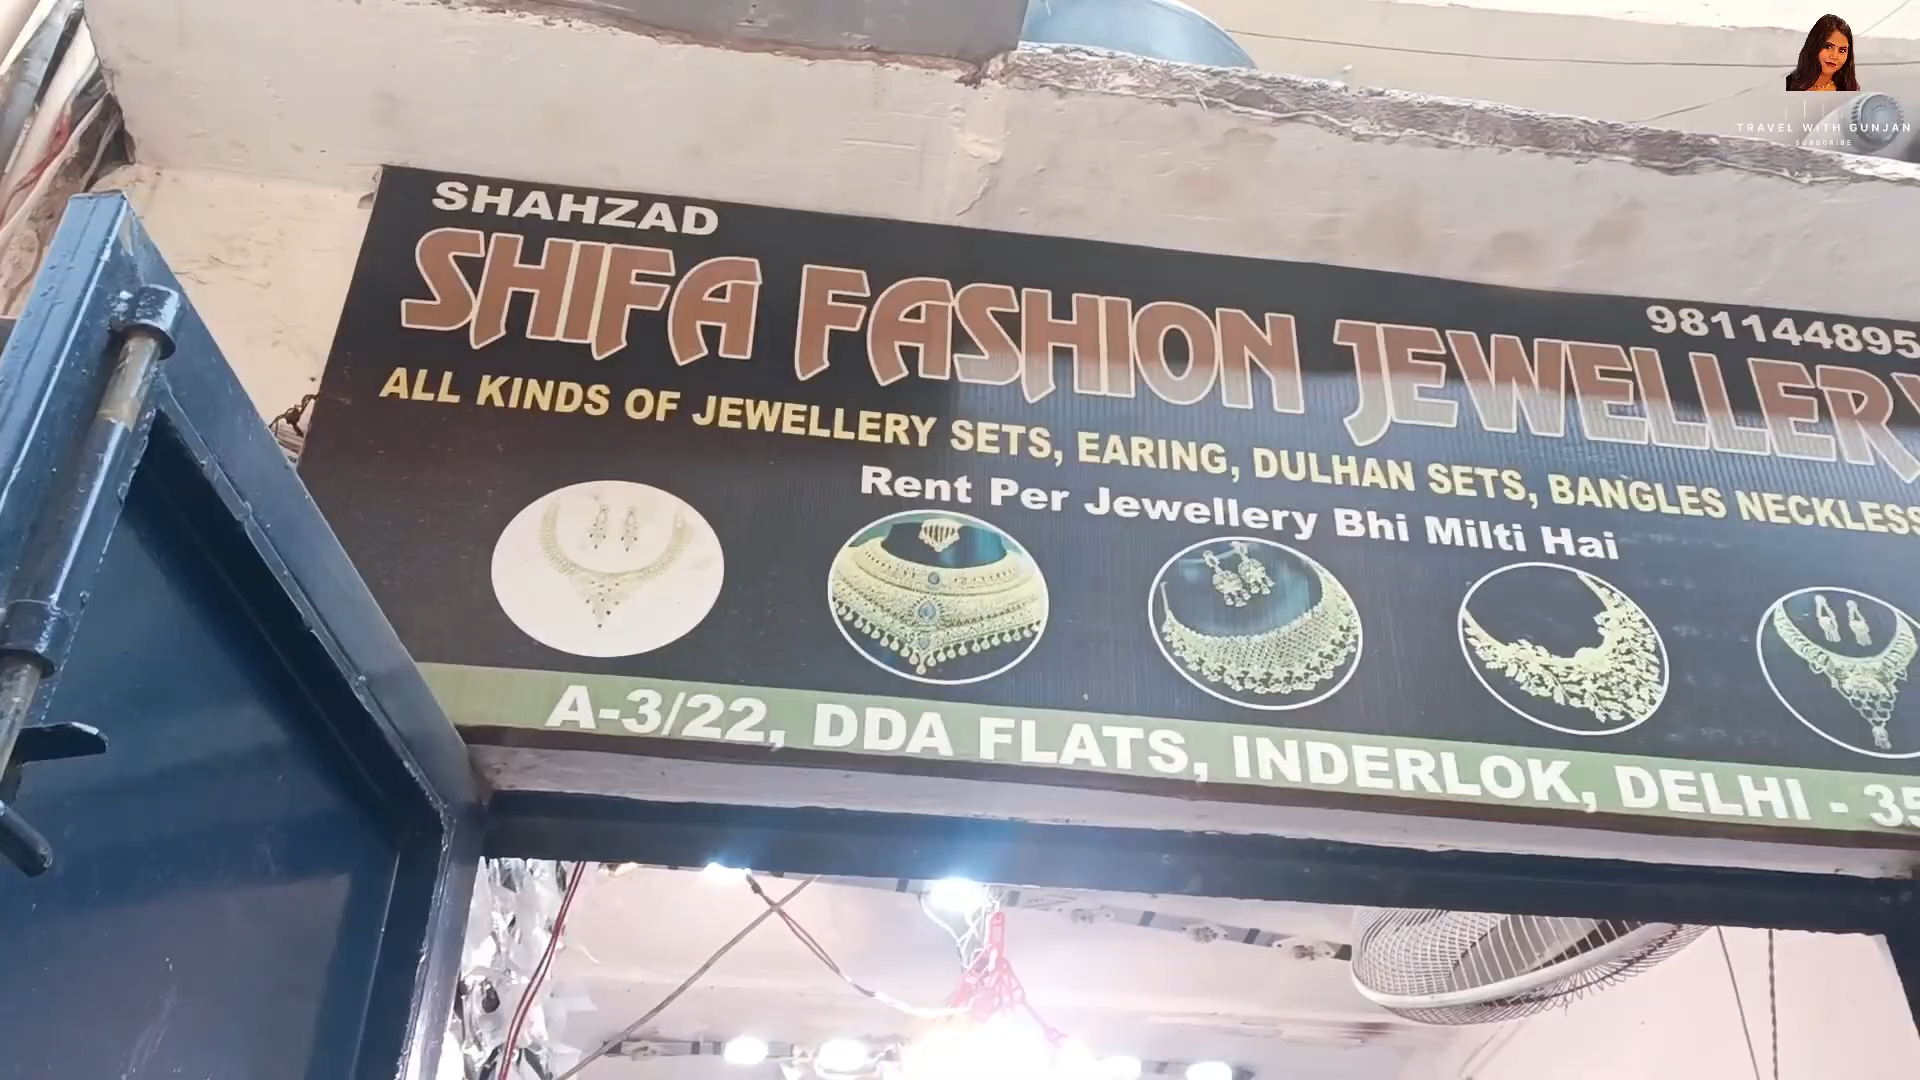 SHAHZAD
981144895
SHIFA FASHION JEWELLERY
ALL KINDS OF JEWELLERY SETS, EARING, DULHAN SETS, BANGLES NECKLESS
Rent Per Jewellery Bhi Milti Hai
A-3/22, DDA FLATS, INDERLOK, DELHI - 35
TRAVEL WITH GUNJAN
SUBSCRIBE